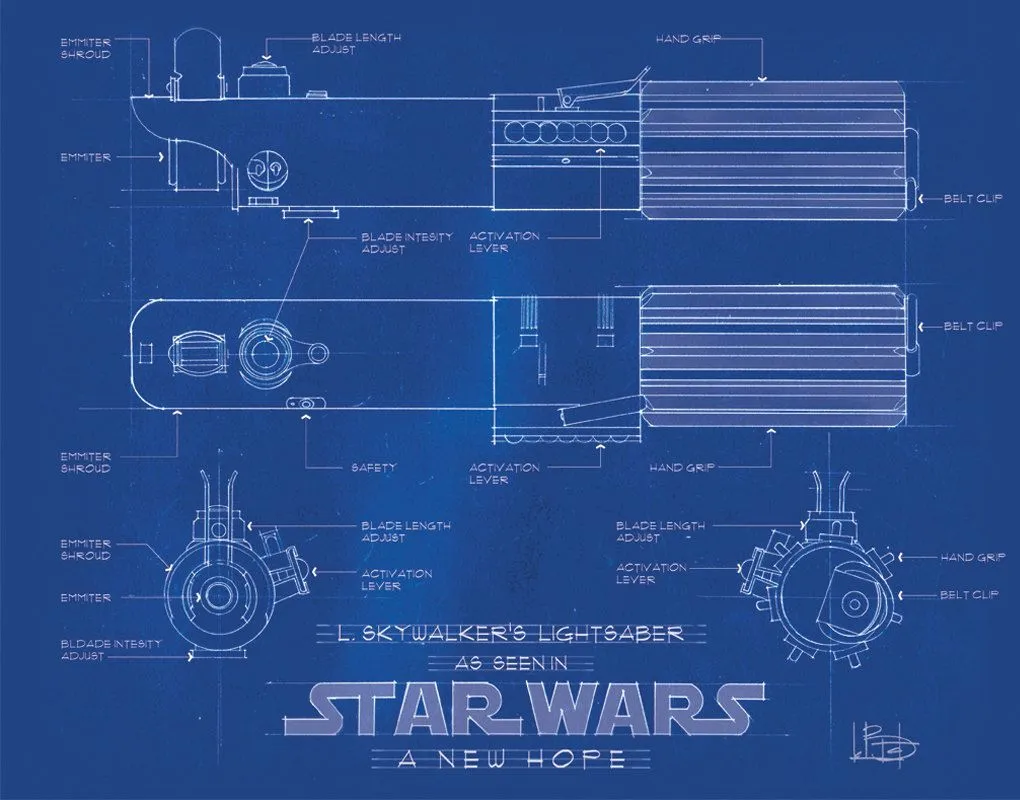 EMMITER
SHROUD
BLADE LENGTH
ADJUST
HAND GRIP
EMMITER
BELT CLIP
BLADE INTESITY
ADJUST
ACTIVATION
LEVER
BELT CLIP
EMMITER
SHROUD
SAFETY
ACTIVATION
LEVER
HAND GRIP
EMMITER
SHROUD
BLADE LENGTH
ADJUST
ACTIVATION
LEVER
EMMITER
BLDADE INTESITY
ADJUST
BLADE LENGTH
ADJUST
ACTIVATION
LEVER
HAND GRIP
BELT CLIP
L. SKYWALKER'S LIGHTSABER
AS SEEN IN
STAR WARS
A NEW HOPE